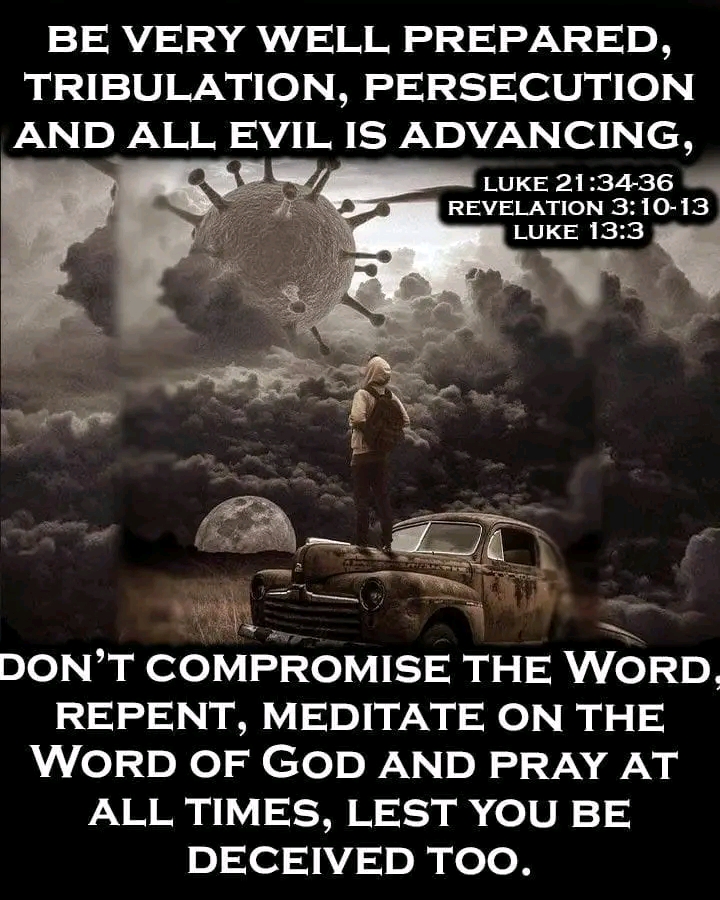 BE VERY WELL PREPARED,
TRIBULATION, PERSECUTION
AND ALL EVIL IS ADVANCING,
LUKE 21:34-36
REVELATION 3:10-13
LUKE 13:3
DON'T COMPROMISE THE WORD,
REPENT, MEDITATE ON THE
WORD OF GOD AND PRAY AT
ALL TIMES, LEST YOU BE
DECEIVED TOO.